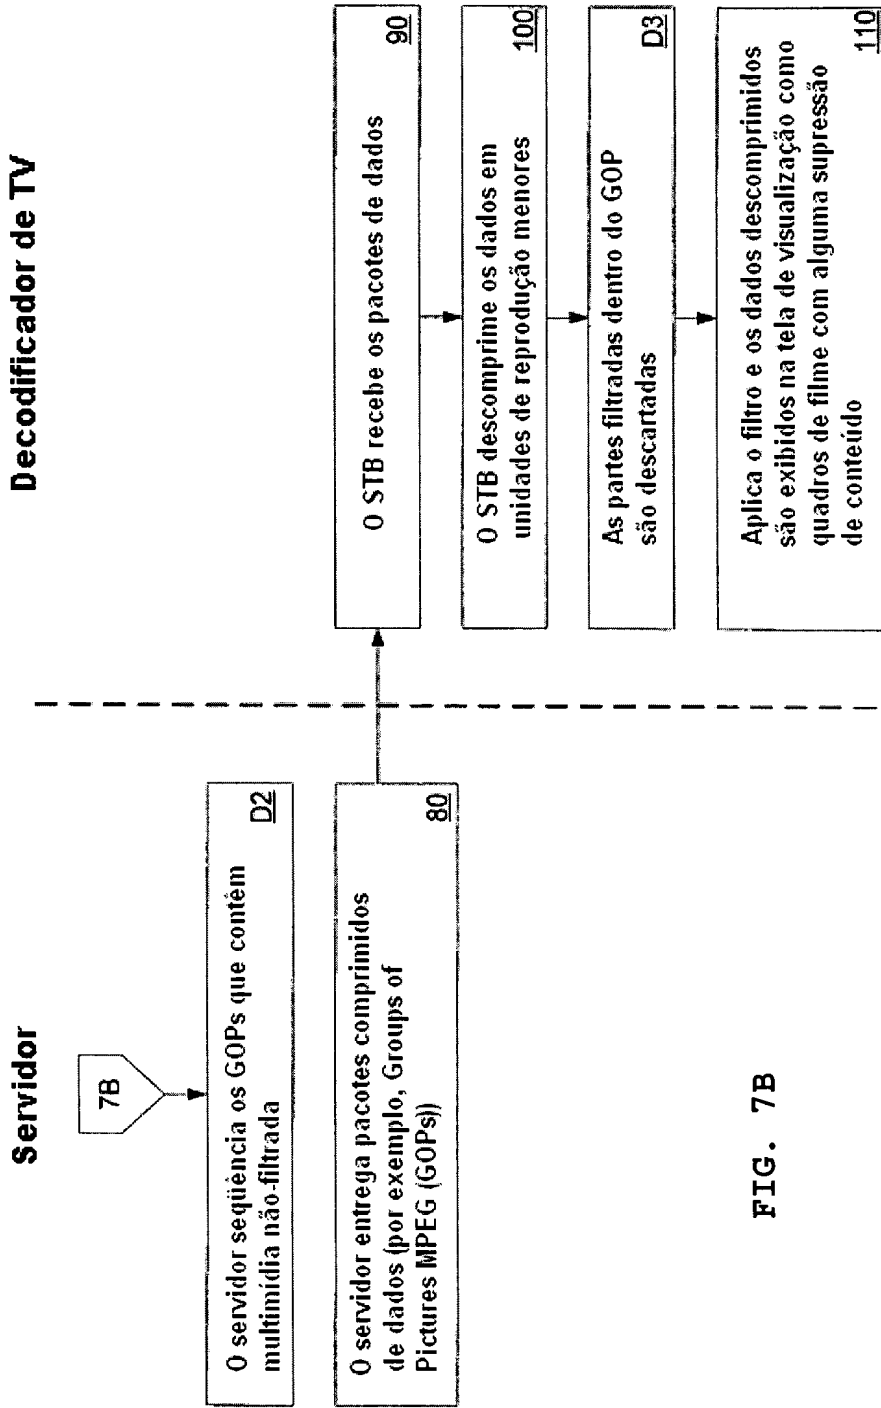 Servidor
7B
O servidor seqüência os GOPs que contém
multimídia não-filtrada
D2
O servidor entrega pacotes comprimidos
de dados (por exemplo, Groups of
Pictures MPEG (GOPs))
80
Decodificador de TV
O STB recebe os pacotes de dados
90
O STB descomprime os dados em
unidades de reprodução menores
100
As partes filtradas dentro do GOP
são descartadas
D3
Aplica o filtro e os dados descomprimidos
são exibidos na tela de visualização como
quadros de filme com alguma supressão
de conteúdo
110
FIG. 7B